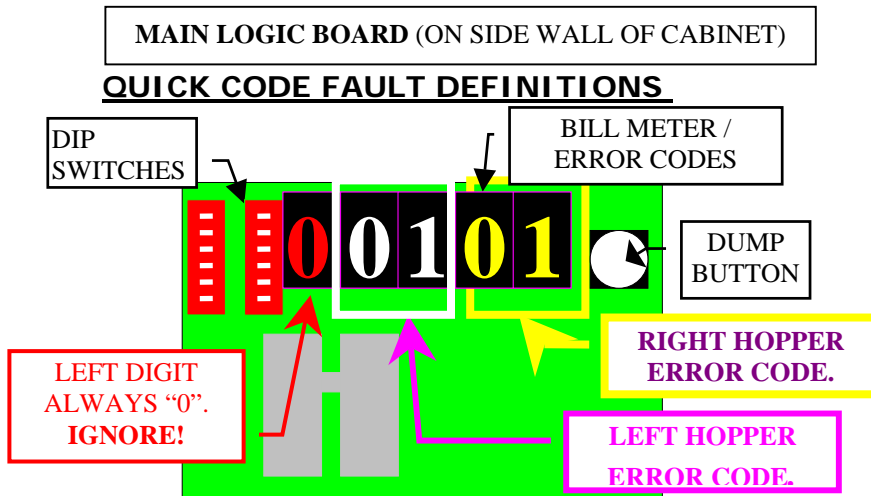 MAIN LOGIC BOARD (ON SIDE WALL OF CABINET)
QUICK CODE FAULT DEFINITIONS
DIP
SWITCHES
BILL METER /
ERROR CODES
0 0 1 0 1
DUMP
BUTTON
RIGHT HOPPER
ERROR CODE.
LEFT DIGIT
ALWAYS “0”.
IGNORE!
LEFT HOPPER
ERROR CODE.